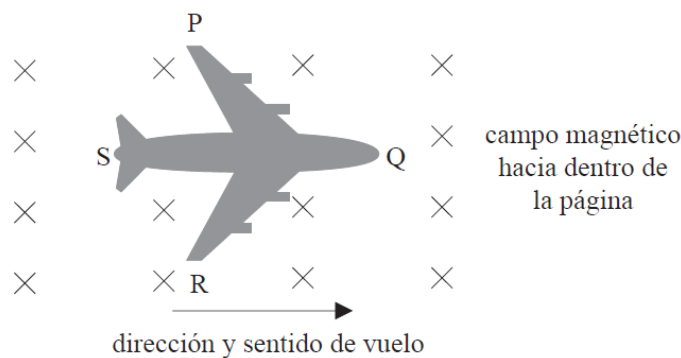 P
S
Q
campo magnético
hacia dentro de
la página
R
dirección y sentido de vuelo